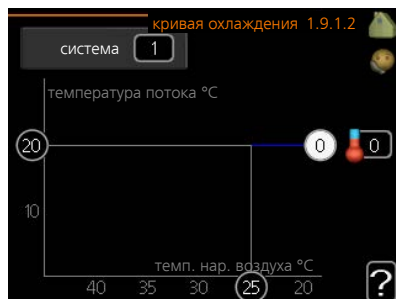 кривая охлаждения 1.9.1.2
система 1
температура потока °C
20 0 0
10
темп. нар. воздуха °C
40 35 30 25 20
?